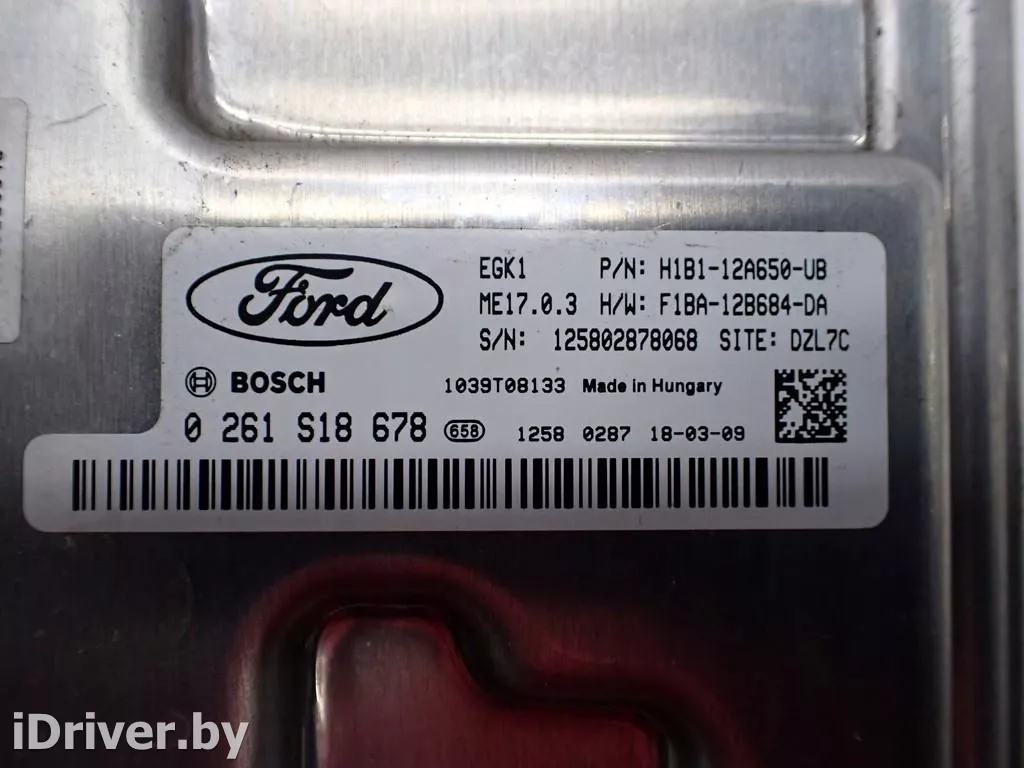 Ford
EGK1 P/N: H1B1-12A650-UB
ME17.0.3 H/W: F1BA-12B684-DA
S/N: 125802878068 SITE: DZL7C
BOSCH 1039T08133 Made in Hungary
0 261 S18 678 658 1258 0287 18-03-09
iDriver.by